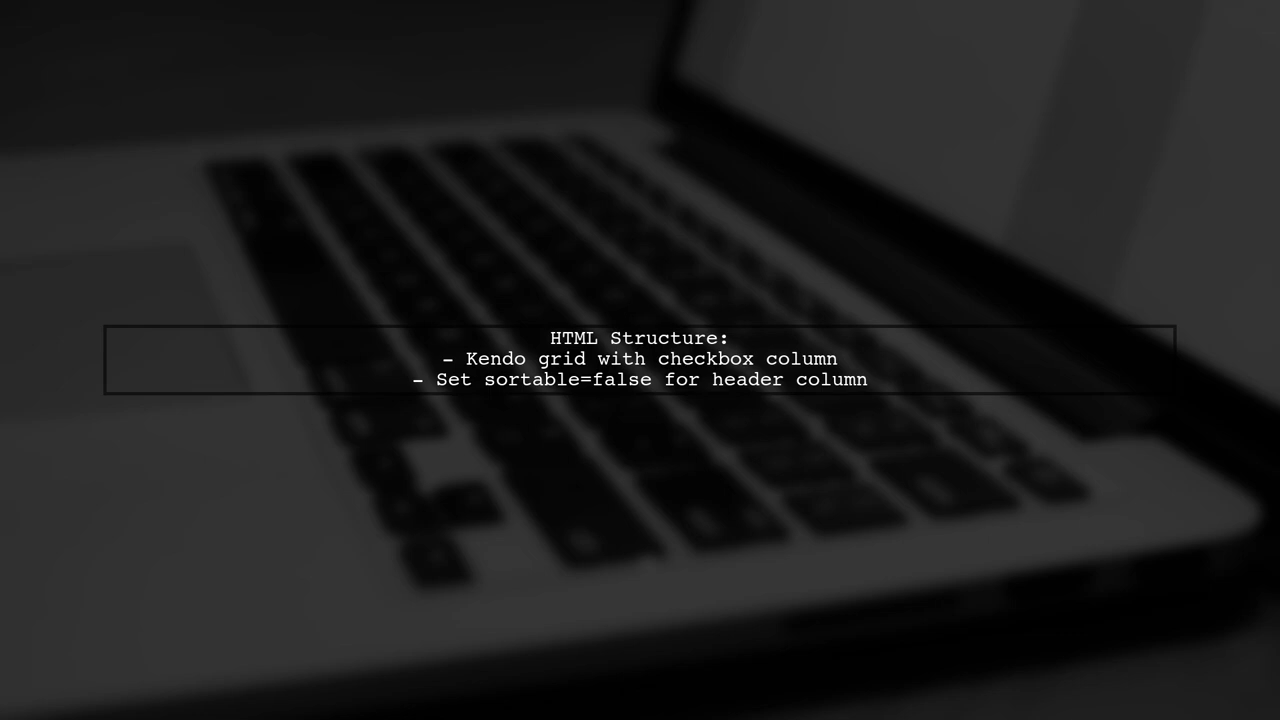 HTML Structure:
- Kendo grid with checkbox column
- Set sortable=false for header column